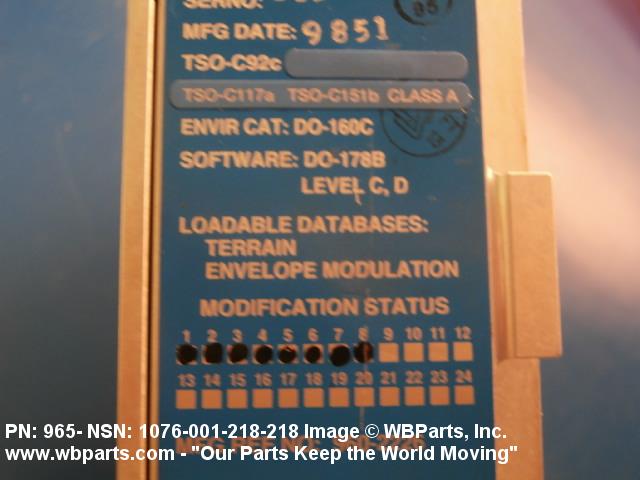 SERNO:
MFG DATE: 9851
TSO-C92c
TSO-C117a TSO-C151b CLASS A
ENVIR CAT: DO-160C
SOFTWARE: DO-178B
LEVEL C, D
LOADABLE DATABASES:
TERRAIN
ENVELOPE MODULATION
MODIFICATION STATUS
1 2 3 4 5 6 7 8 9 10 11 12
13 14 15 16 17 18 19 20 21 22 23 24
PN: 965- NSN: 1076-001-218-218 Image © WBParts, Inc.
www.wbparts.com - "Our Parts Keep the World Moving"